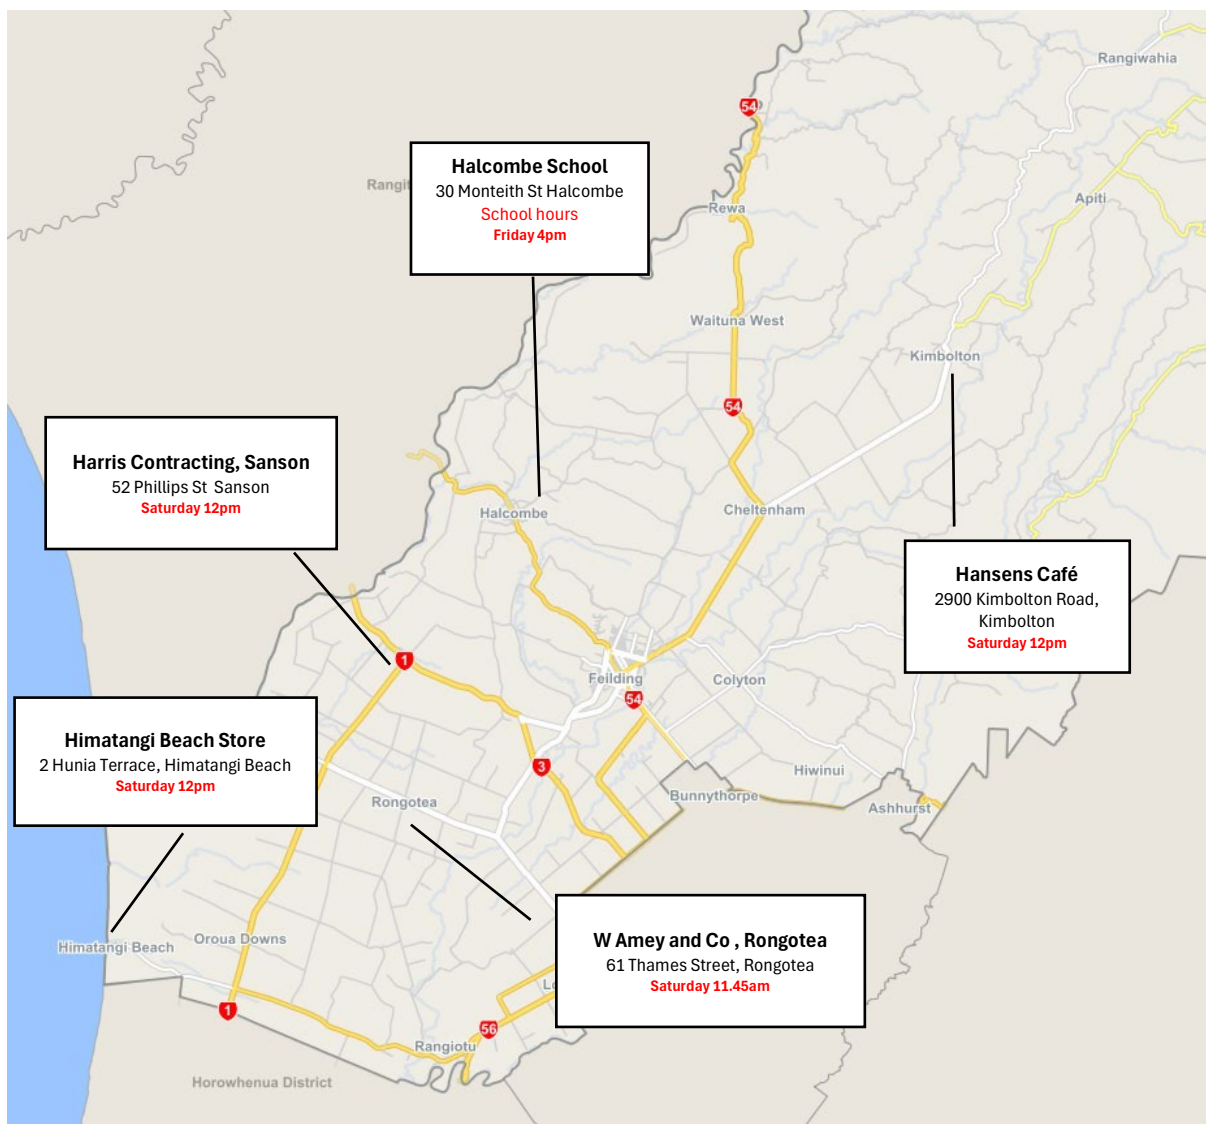 Rangiwahia
54
Halcombe School
30 Monteith St Halcombe
School hours
Friday 4pm
Apiti
Rewa
Waituna West
Kimbolton
54
Harris Contracting, Sanson
52 Phillips St Sanson
Saturday 12pm
Halcombe
Cheltenham
Hansens Café
2900 Kimbolton Road,
Kimbolton
Saturday 12pm
1
Feilding
Colyton
54
Himatangi Beach Store
2 Hunia Terrace, Himatangi Beach
Saturday 12pm
3
Hiwinui
Bunnythorpe
Ashhurst
Rongotea
W Amey and Co , Rongotea
61 Thames Street, Rongotea
Saturday 11.45am
Oroua Downs
Himatangi Beach
1
56
Rangiotu
Horowhenua District